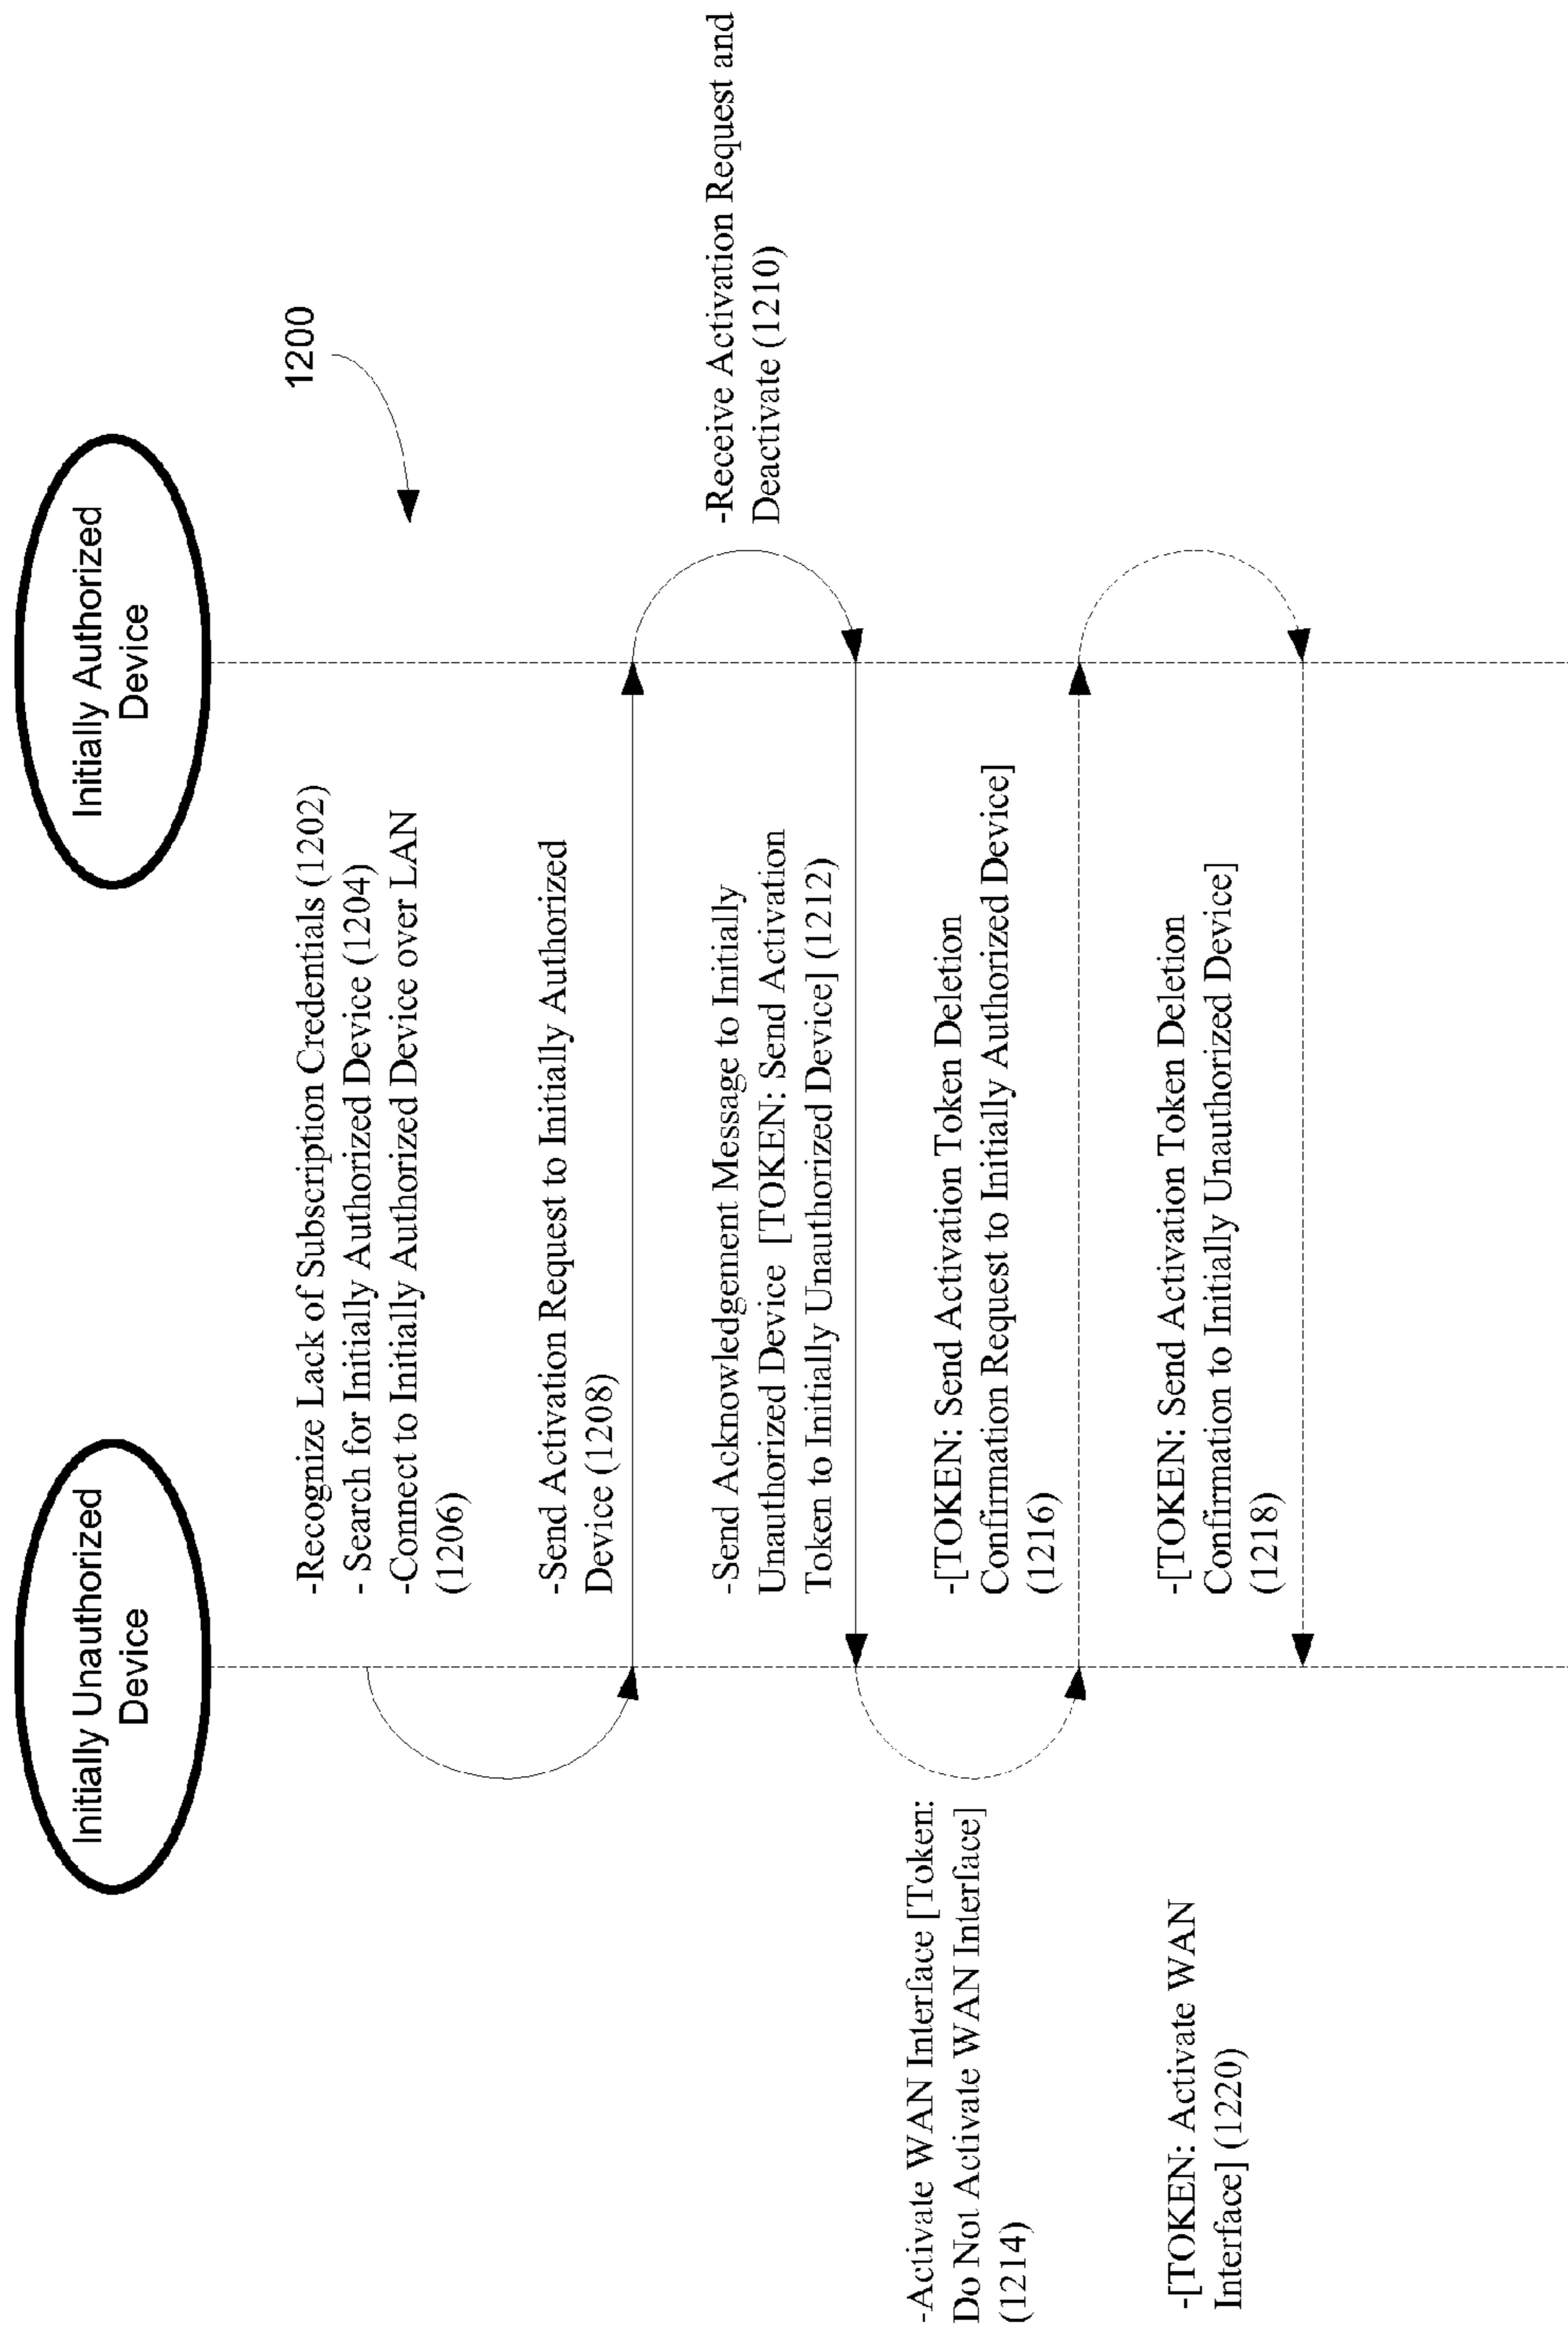 Initially Unauthorized
Device
Initially Authorized
Device
1200
-Recognize Lack of Subscription Credentials (1202)
- Search for Initially Authorized Device (1204)
-Connect to Initially Authorized Device over LAN
(1206)
-Send Activation Request to Initially Authorized
Device (1208)
-Receive Activation Request and
Deactivate (1210)
-Send Acknowledgement Message to Initially
Unauthorized Device [TOKEN: Send Activation
Token to Initially Unauthorized Device] (1212)
-Activate WAN Interface [Token:
Do Not Activate WAN Interface]
(1214)
-[TOKEN: Send Activation Token Deletion
Confirmation Request to Initially Authorized Device]
(1216)
-[TOKEN: Send Activation Token Deletion
Confirmation to Initially Unauthorized Device]
(1218)
-[TOKEN: Activate WAN
Interface] (1220)